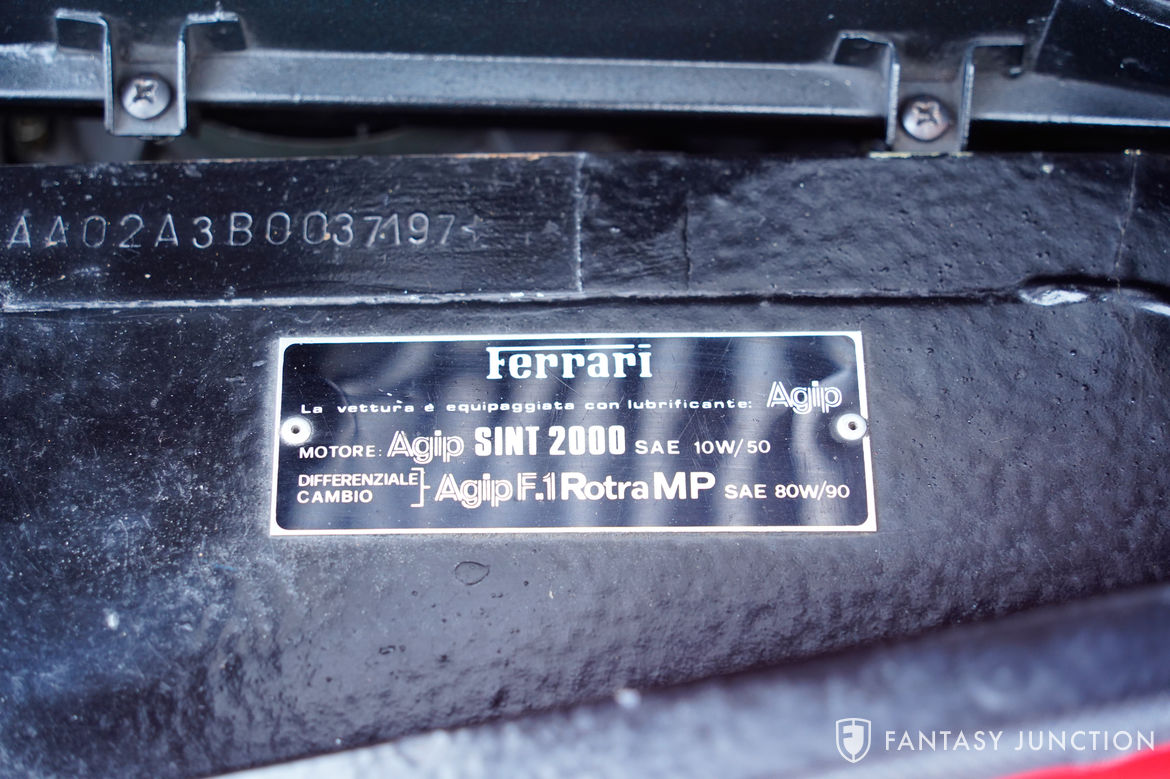 AA02A3B0037197
Ferrari
La vettura è equipaggiata con lubrificante: Agip
MOTORE: Agip SINT 2000 SAE 10W/50
DIFFERENZIALE
CAMBIO
Agip F.1 Rotra MP SAE 80W/90
FANTASY JUNCTION